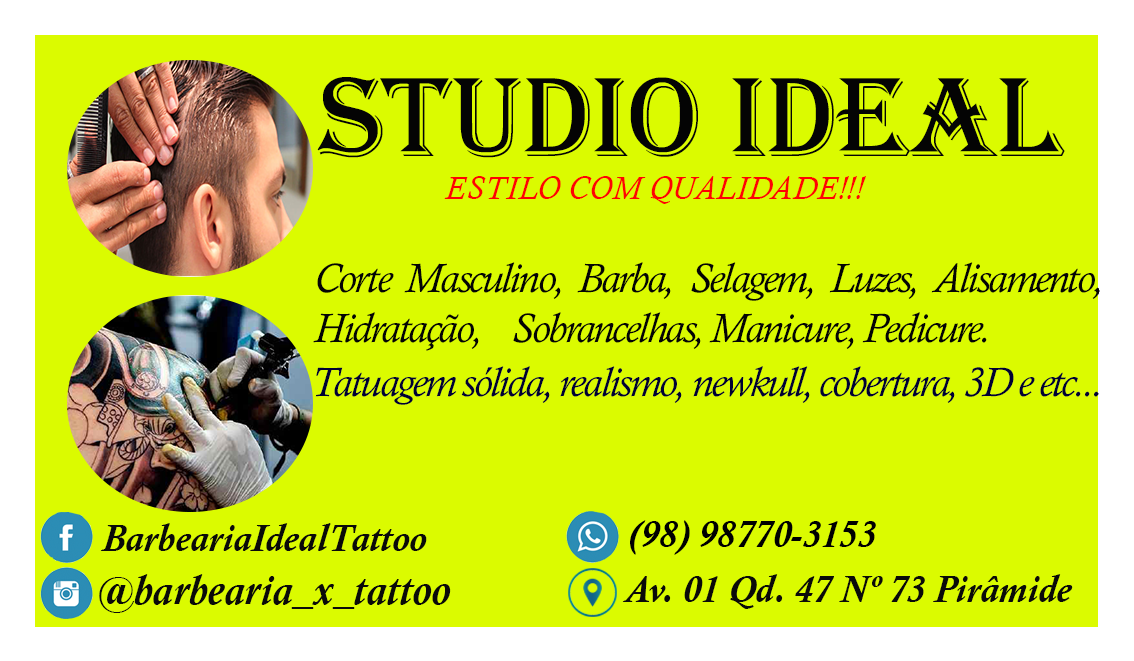 STUDIO IDEAL
ESTILO COM QUALIDADE!!!
Corte Masculino, Barba, Selagem, Luzes, Alisamento,
Hidratação, Sobrancelhas, Manicure, Pedicure.
Tatuagem sólida, realismo, newkull, cobertura, 3D e etc...
BarbeariaIdealTattoo
(98) 98770-3153
@barbearia_x_tattoo
Av. 01 Qd. 47 Nº 73 Pirâmide